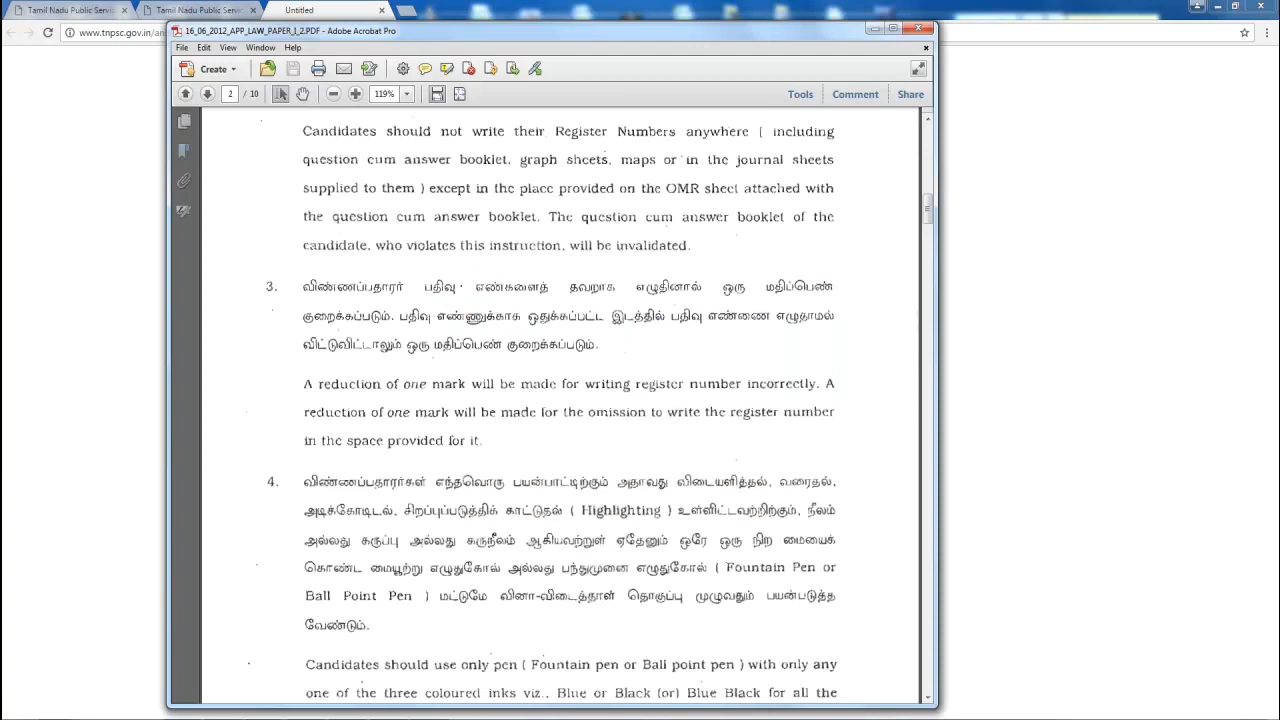 Tamil Nadu Public Servi
Tamil Nadu Public Servi
Untitled
www.tnpsc.gov.in/an
16_06_2012_APP_LAW_PAPER_I_2.PDF - Adobe Acrobat Pro
File Edit View Window Help
Create
2 / 10 119% Tools Comment Share
Candidates should not write their Register Numbers anywhere ( including
question cum answer booklet, graph sheets, maps or in the journal sheets
supplied to them ) except in the place provided on the OMR sheet attached with
the question cum answer booklet. The question cum answer booklet of the
candidate, who violates this instruction, will be invalidated.
3. விண்ணப்பதாரர் பதிவு எண்களைத் தவறாக எழுதினால் ஒரு மதிப்பெண்
குறைக்கப்படும். பதிவு எண்ணுக்காக ஒதுக்கப்பட்ட இடத்தில் பதிவு எண்ணை எழுதாமல்
விட்டுவிட்டாலும் ஒரு மதிப்பெண் குறைக்கப்படும்.
A reduction of one mark will be made for writing register number incorrectly. A
reduction of one mark will be made for the omission to write the register number
in the space provided for it.
4. விண்ணப்பதாரர்கள் எந்தவொரு பயன்பாட்டிற்கும் அதாவது விடையளித்தல், வரைதல்,
அடிக்கோடிடல், சிறப்புப்படுத்திக் காட்டுதல் ( Highlighting ) உள்ளிட்டவற்றிற்கும், நீலம்
அல்லது கருப்பு அல்லது கருநீலம் ஆகியவற்றுள் ஏதேனும் ஒரே ஒரு நிற மையைக்
கொண்ட மையூற்று எழுதுகோல் அல்லது பந்துமுனை எழுதுகோல் ( Fountain Pen or
Ball Point Pen ) மட்டுமே வினா-விடைத்தாள் தொகுப்பு முழுவதும் பயன்படுத்த
வேண்டும்.
Candidates should use only pen ( Fountain pen or Ball point pen ) with only any
one of the three coloured inks viz., Blue or Black (or) Blue Black for all the